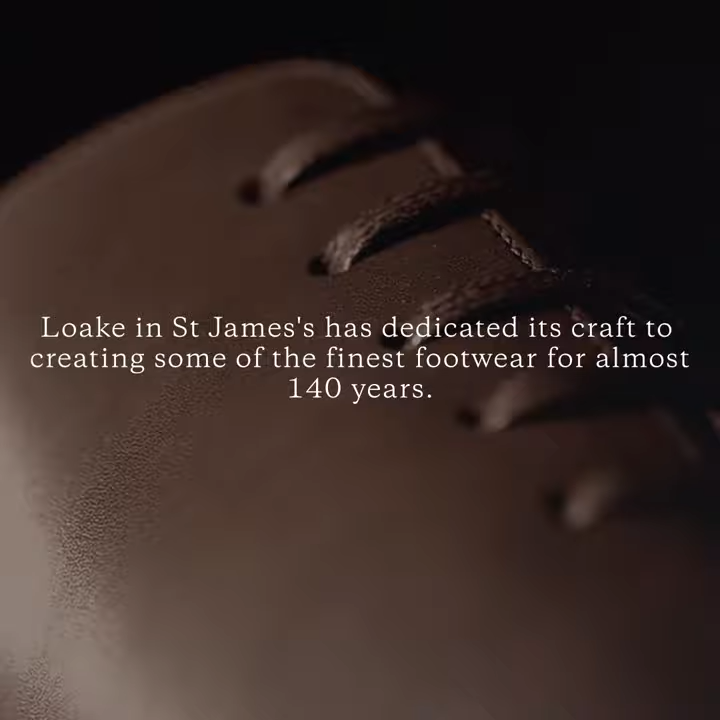 Loake in St James's has dedicated its craft to
creating some of the finest footwear for almost
140 years.